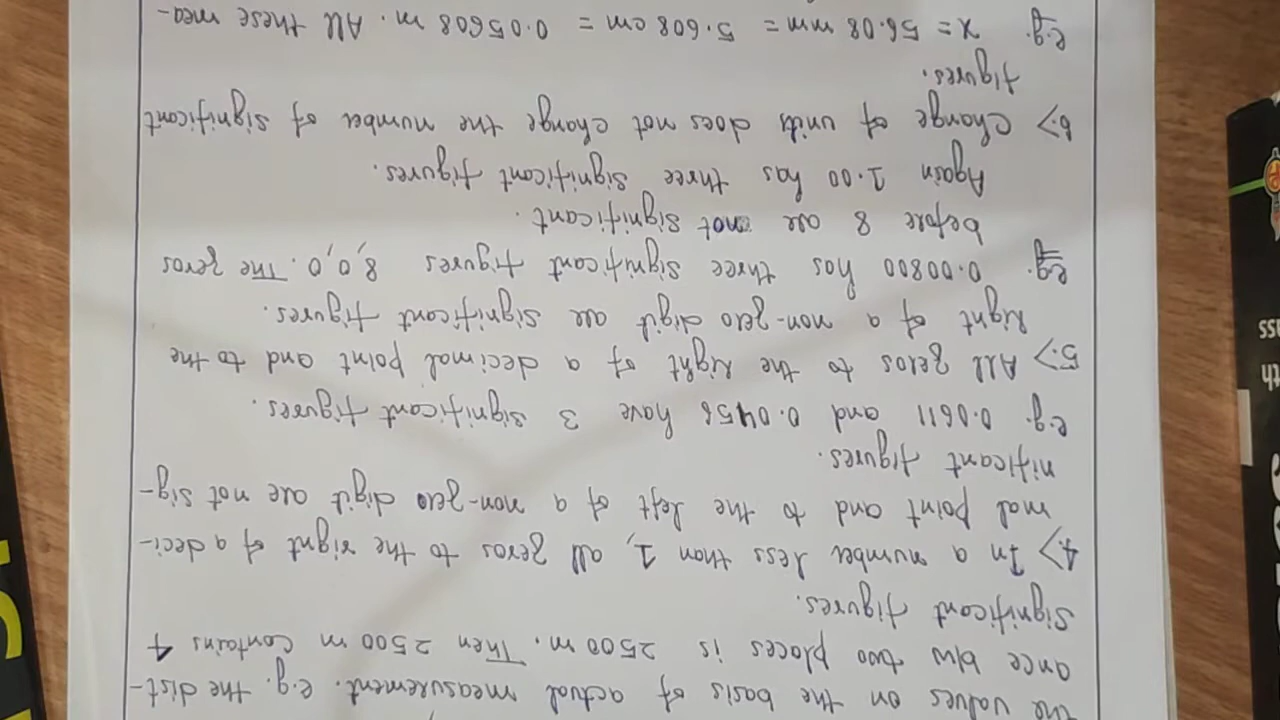 the values on the basis of actual measurement. e.g. the dist-
ance b/w two places is 2500 m. Then 2500 m contains 4
significant figures.
4.> In a number less than 1, all zeros to the right of a deci-
mal point and to the left of a non-zero digit are not sig-
nificant figures.
e.g. 0.0611 and 0.0456 have 3 significant figures.
5.> All zeros to the right of a decimal point and to the
right of a non-zero digit are significant figures.
eg. 0.00800 has three significant figures 8,0,0. The zeros
before 8 are not significant.
Again 1.00 has three significant figures.
6.> Change of units does not change the number of significant
figures.
e.g. x = 56.08 mm = 5.608 cm = 0.05608 m. All these mea-